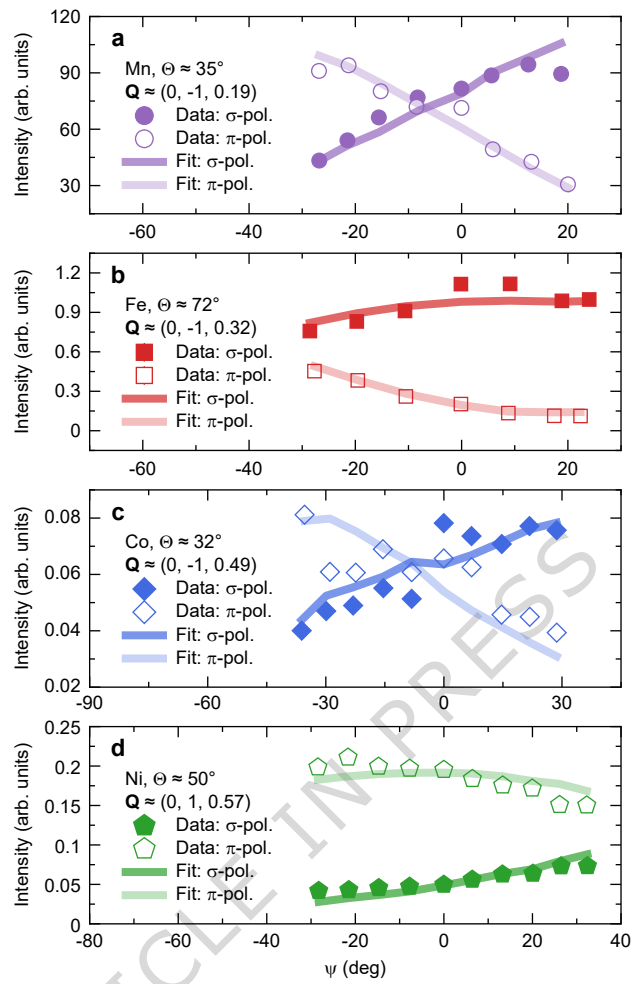 Intensity (arb. units)
120
90
60
30
a
Mn, Θ ≈ 35°
Q ≈ (0, -1, 0.19)
Data: σ-pol.
Data: π-pol.
Fit: σ-pol.
Fit: π-pol.
-60 -40 -20 0 20
Intensity (arb. units)
1.2
0.9
0.6
0.3
0
b
Fe, Θ ≈ 72°
Q ≈ (0, -1, 0.32)
Data: σ-pol.
Data: π-pol.
Fit: σ-pol.
Fit: π-pol.
-60 -40 -20 0 20
Intensity (arb. units)
0.08
0.06
0.04
0.02
c
Co, Θ ≈ 32°
Q ≈ (0, -1, 0.49)
Data: σ-pol.
Data: π-pol.
Fit: σ-pol.
Fit: π-pol.
-90 -60 -30 0 30
Intensity (arb. units)
0.25
0.2
0.15
0.1
0.05
0
d
Ni, Θ ≈ 50°
Q ≈ (0, 1, 0.57)
Data: σ-pol.
Data: π-pol.
Fit: σ-pol.
Fit: π-pol.
-80 -60 -40 -20 0 20 40
ψ (deg)
ICLE IN PRESS